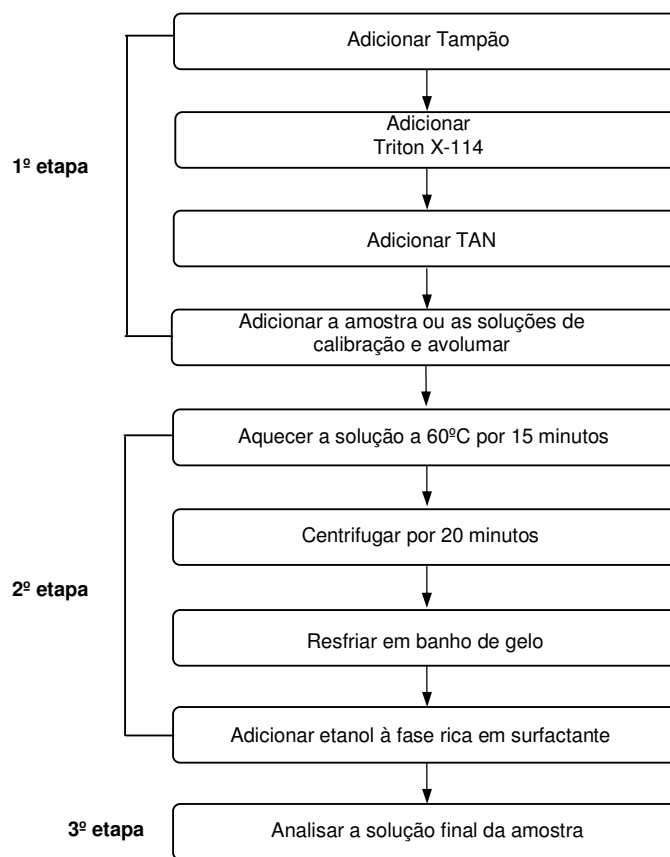 Adicionar Tampão
Adicionar
Triton X-114
1º etapa
Adicionar TAN
Adicionar a amostra ou as soluções de
calibração e avolumar
Aquecer a solução a 60ºC por 15 minutos
Centrifugar por 20 minutos
2º etapa
Resfriar em banho de gelo
Adicionar etanol à fase rica em surfactante
3º etapa
Analisar a solução final da amostra